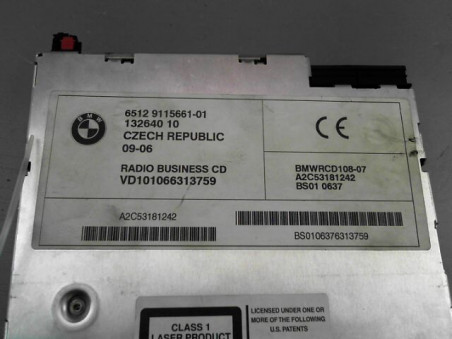 BMW
6512 9115661-01
132640 10
CZECH REPUBLIC
09-06
CE
RADIO BUSINESS CD
VD101066313759
BMWRCD108-07
A2C53181242
BS01 0637
A2C53181242
BS0106376313759
CLASS 1
LASER PRODUCT
LICENSED UNDER ONE OR
MORE OF THE FOLLOWING
U.S. PATENTS